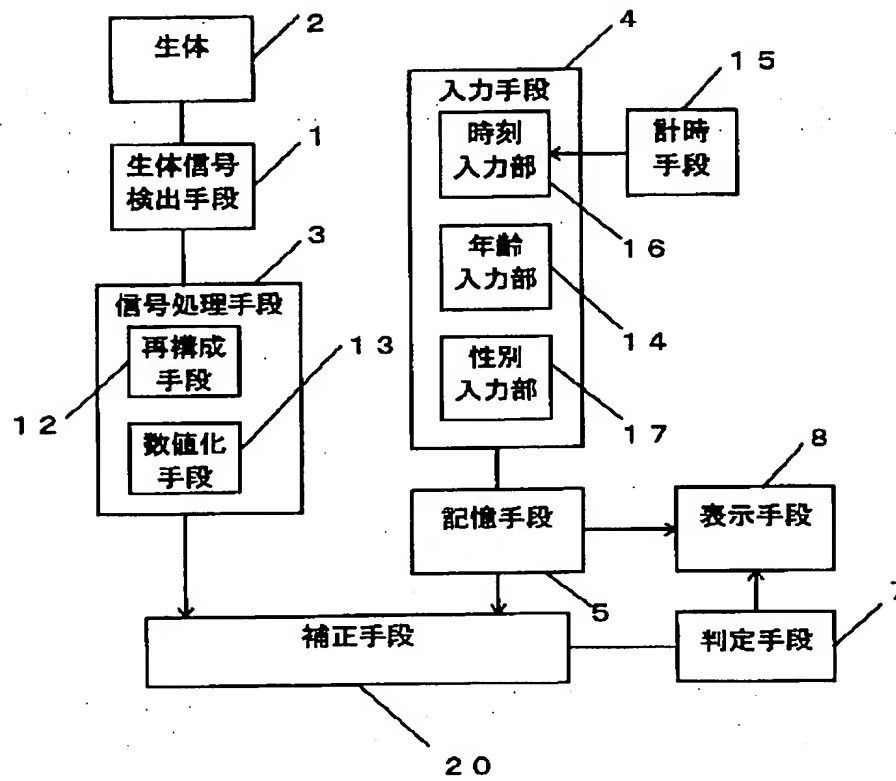 2
生体
4
15
入力手段
時刻
入力部
計時
手段
1
生体信号
検出手段
16
3
年齢
入力部
信号処理手段
13
再構成
手段
14
性別
入力部
12
数値化
手段
17
8
記憶手段
表示手段
5
7
補正手段
判定手段
20